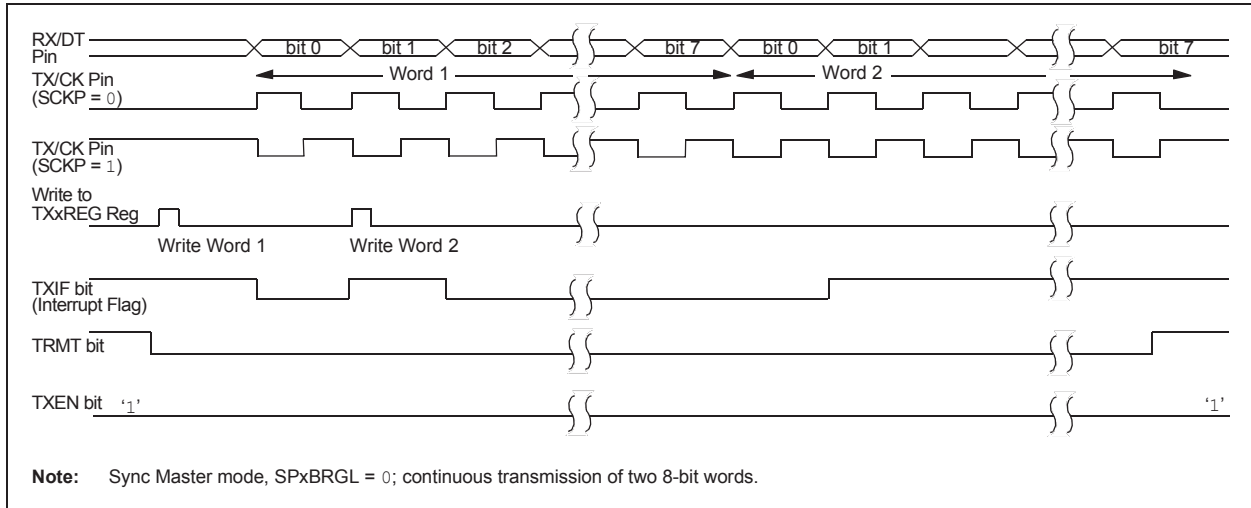 RX/DT
Pin
bit 0 bit 1 bit 2 bit 7 bit 0 bit 1 bit 7
Word 1 Word 2
TX/CK Pin
(SCKP = 0)
TX/CK Pin
(SCKP = 1)
Write to
TXxREG Reg
Write Word 1 Write Word 2
TXIF bit
(Interrupt Flag)
TRMT bit
TXEN bit ‘1’ ‘1’
Note: Sync Master mode, SPxBRGL = 0; continuous transmission of two 8-bit words.